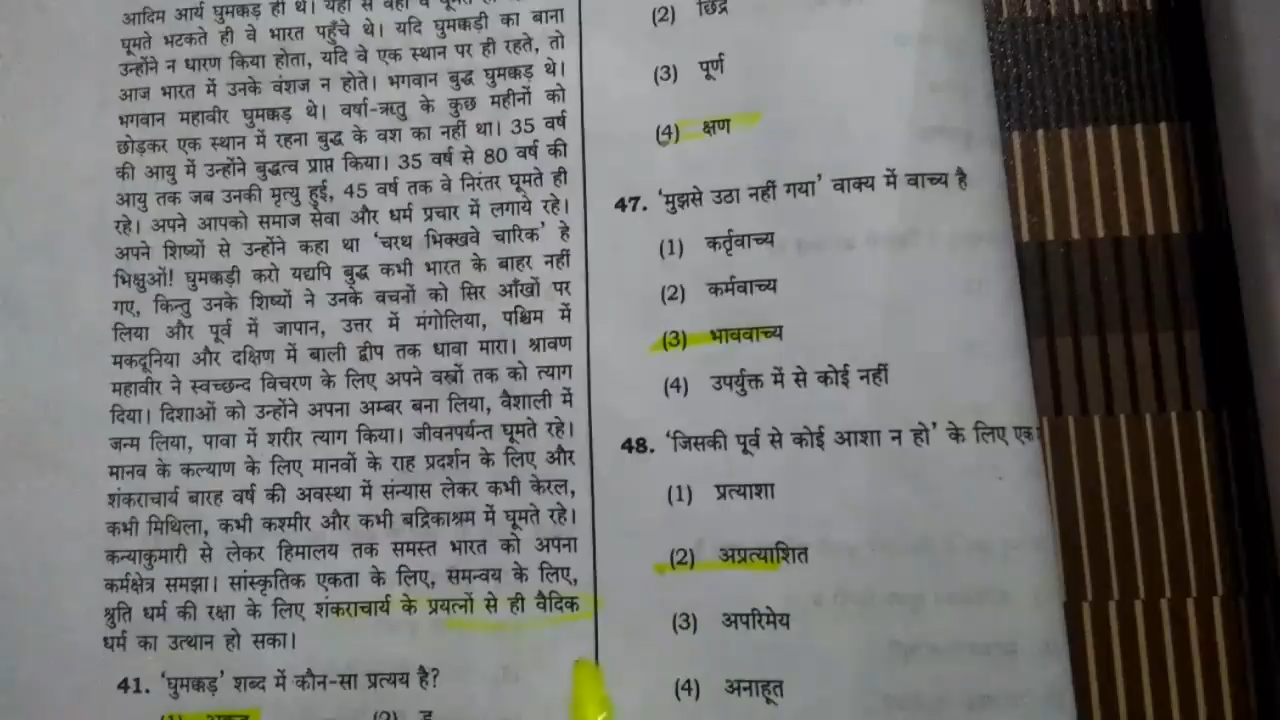 आदिम आर्य घुमक्कड़ ही थे। यहाँ से वहाँ वे घूमते
घूमते भटकते ही वे भारत पहुँचे थे। यदि घुमक्कड़ी का बाना
उन्होंने न धारण किया होता, यदि वे एक स्थान पर ही रहते, तो
आज भारत में उनके वंशज न होते। भगवान बुद्ध घुमक्कड़ थे।
भगवान महावीर घुमक्कड़ थे। वर्षा-ऋतु के कुछ महीनों को
छोड़कर एक स्थान में रहना बुद्ध के वश का नहीं था। 35 वर्ष
की आयु में उन्होंने बुद्धत्व प्राप्त किया। 35 वर्ष से 80 वर्ष की
आयु तक जब उनकी मृत्यु हुई, 45 वर्ष तक वे निरंतर घूमते ही
रहे। अपने आपको समाज सेवा और धर्म प्रचार में लगाये रहे।
अपने शिष्यों से उन्होंने कहा था ‘चरथ भिक्खवे चारिक’ हे
भिक्षुओं! घुमक्कड़ी करो यद्यपि बुद्ध कभी भारत के बाहर नहीं
गए, किन्तु उनके शिष्यों ने उनके वचनों को सिर आँखों पर
लिया और पूर्व में जापान, उत्तर में मंगोलिया, पश्चिम में
मकदूनिया और दक्षिण में बाली द्वीप तक धावा मारा। श्रावण
महावीर ने स्वच्छन्द विचरण के लिए अपने वस्त्रों तक को त्याग
दिया। दिशाओं को उन्होंने अपना अम्बर बना लिया, वैशाली में
जन्म लिया, पावा में शरीर त्याग किया। जीवनपर्यन्त घूमते रहे।
मानव के कल्याण के लिए मानवों के राह प्रदर्शन के लिए और
शंकराचार्य बारह वर्ष की अवस्था में संन्यास लेकर कभी केरल,
कभी मिथिला, कभी कश्मीर और कभी बद्रिकाश्रम में घूमते रहे।
कन्याकुमारी से लेकर हिमालय तक समस्त भारत को अपना
कर्मक्षेत्र समझा। सांस्कृतिक एकता के लिए, समन्वय के लिए,
श्रुति धर्म की रक्षा के लिए शंकराचार्य के प्रयत्नों से ही वैदिक
धर्म का उत्थान हो सका।
41. ‘घुमक्कड़’ शब्द में कौन-सा प्रत्यय है?
(2) छिद्र
(3) पूर्ण
(4) क्षण
47. ‘मुझसे उठा नहीं गया’ वाक्य में वाच्य है
(1) कर्तृवाच्य
(2) कर्मवाच्य
(3) भाववाच्य
(4) उपर्युक्त में से कोई नहीं
48. ‘जिसकी पूर्व से कोई आशा न हो’ के लिए एक
(1) प्रत्याशा
(2) अप्रत्याशित
(3) अपरिमेय
(4) अनाहूत